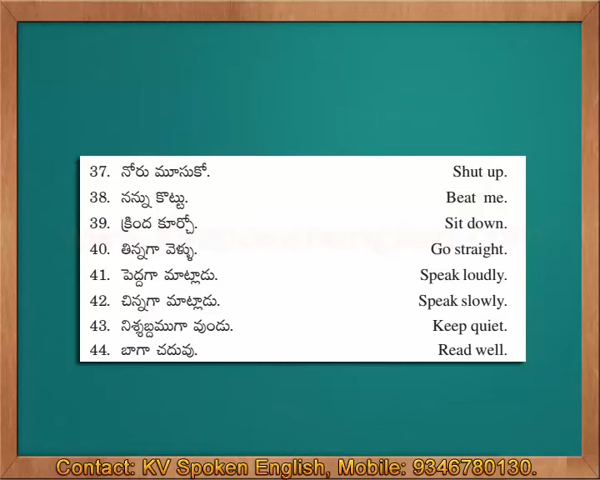 37. నోరు మూసుకో. Shut up.
38. నన్ను కొట్టు. Beat me.
39. క్రింద కూర్చో. Sit down.
40. తిన్నగా వెళ్ళు. Go straight.
41. పెద్దగా మాట్లాడు. Speak loudly.
42. చిన్నగా మాట్లాడు. Speak slowly.
43. నిశ్శబ్దముగా వుండు. Keep quiet.
44. బాగా చదువు. Read well.
Contact: KV Spoken English, Mobile: 9346780130.